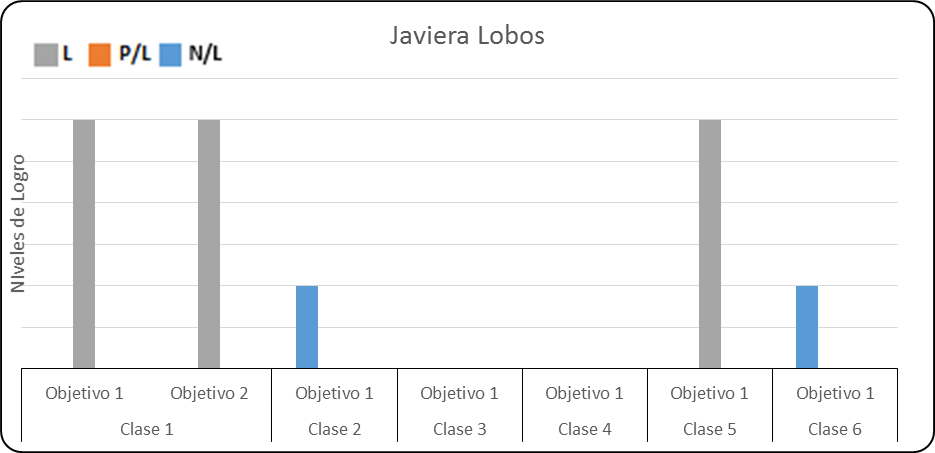 Javiera Lobos
L P/L N/L
NIveles de Logro
Objetivo 1 Objetivo 2 Objetivo 1 Objetivo 1 Objetivo 1 Objetivo 1 Objetivo 1
Clase 1 Clase 2 Clase 3 Clase 4 Clase 5 Clase 6